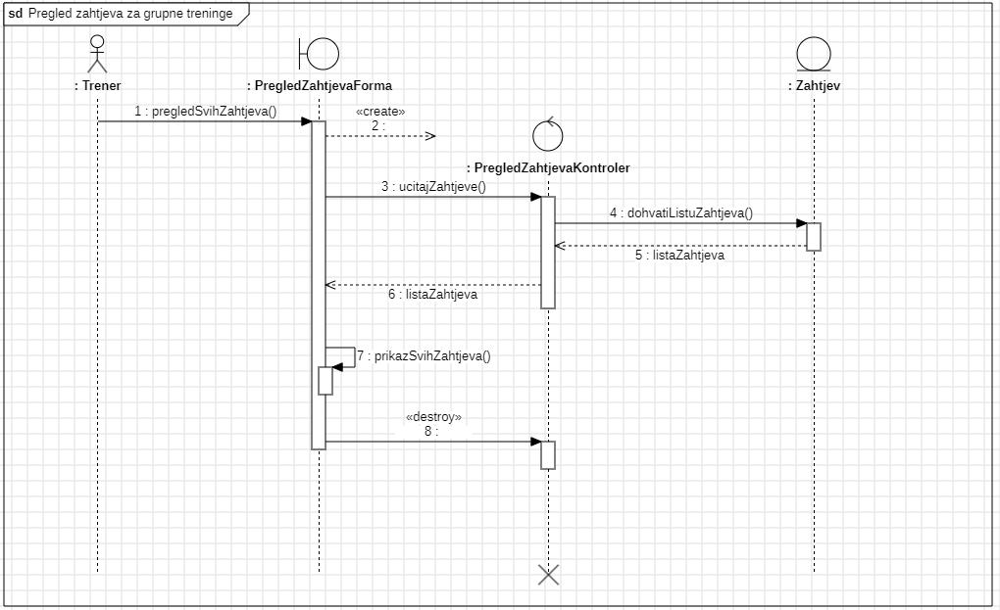 sd Pregled zahtjeva za grupne treninge
: Trener
: PregledZahtjevaForma
: Zahtjev
1 : pregledSvihZahtjeva()
«create»
2 :
: PregledZahtjevaKontroler
3 : ucitajZahtjeve()
4 : dohvatiListuZahtjeva()
5 : listaZahtjeva
6 : listaZahtjeva
7 : prikazSvihZahtjeva()
«destroy»
8 :